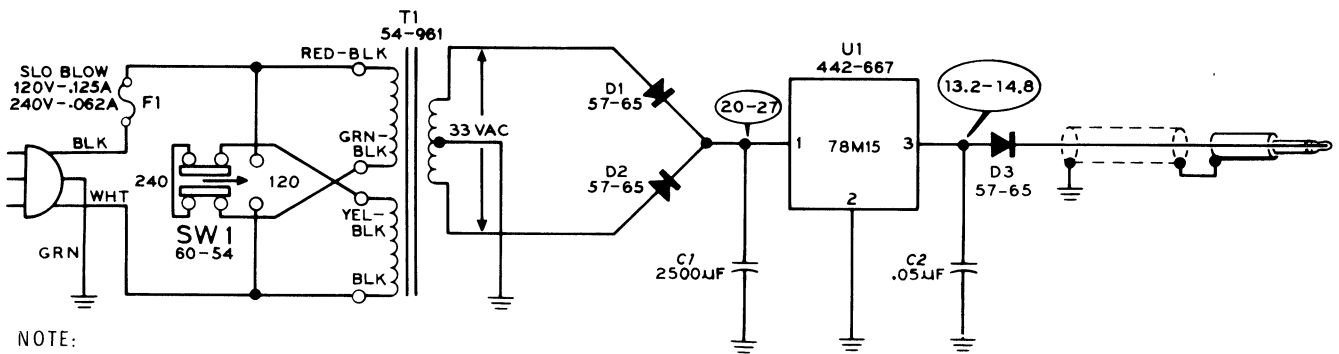 T1
54-961
RED-BLK
SLO BLOW
120V-.125A
240V-.062A
F1
BLK
WHT
GRN
240
120
SW1
60-54
GRN-
BLK
YEL-
BLK
BLK
33 VAC
D1
57-65
D2
57-65
20-27
U1
442-667
1
78M15
3
2
13.2-14.8
D3
57-65
C1
2500µF
C2
.05µF
NOTE: